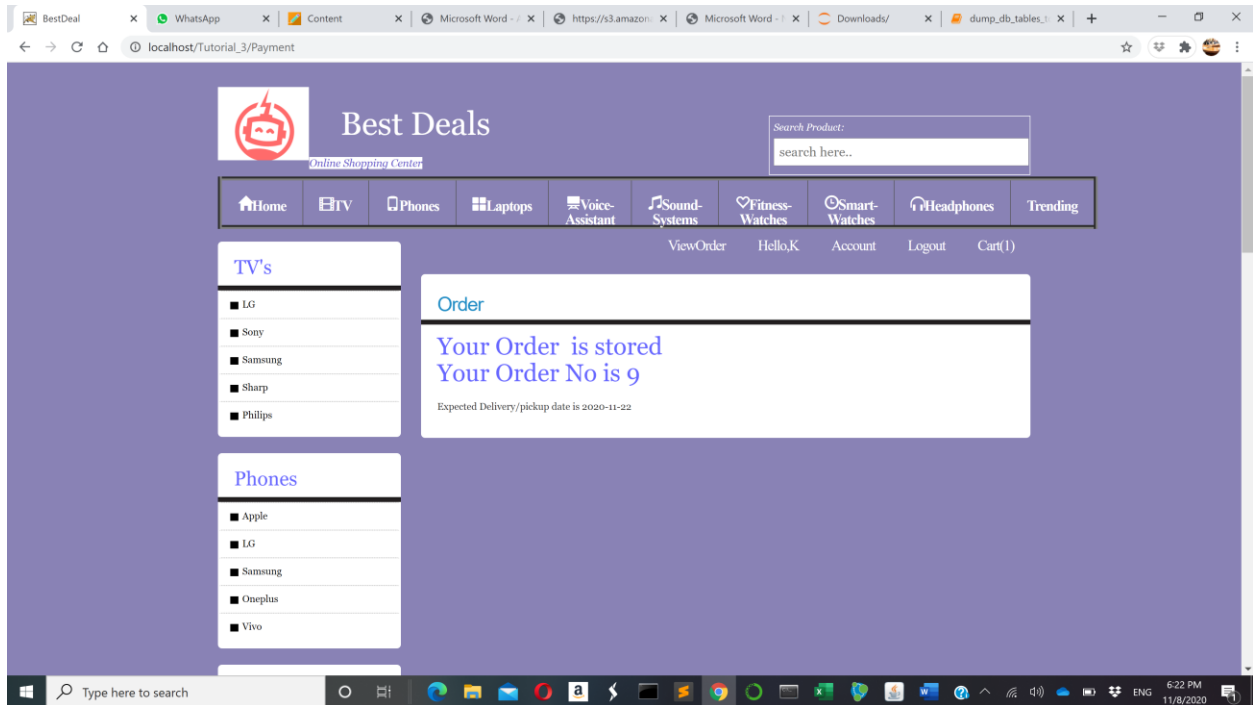 BestDeal
WhatsApp
Content
Microsoft Word -
https://s3.amazon
Microsoft Word -
Downloads/
dump_db_tables_t
localhost/Tutorial_3/Payment
Best Deals
Online Shopping Center
Search Product:
search here..
Home
TV
Phones
Laptops
Voice-
Assistant
Sound-
Systems
Fitness-
Watches
Smart-
Watches
Headphones
Trending
ViewOrder Hello,K Account Logout Cart(1)
TV's
LG
Sony
Samsung
Sharp
Philips
Phones
Apple
LG
Samsung
Oneplus
Vivo
Order
Your Order is stored
Your Order No is 9
Expected Delivery/pickup date is 2020-11-22
Type here to search
ENG
6:22 PM
11/8/2020